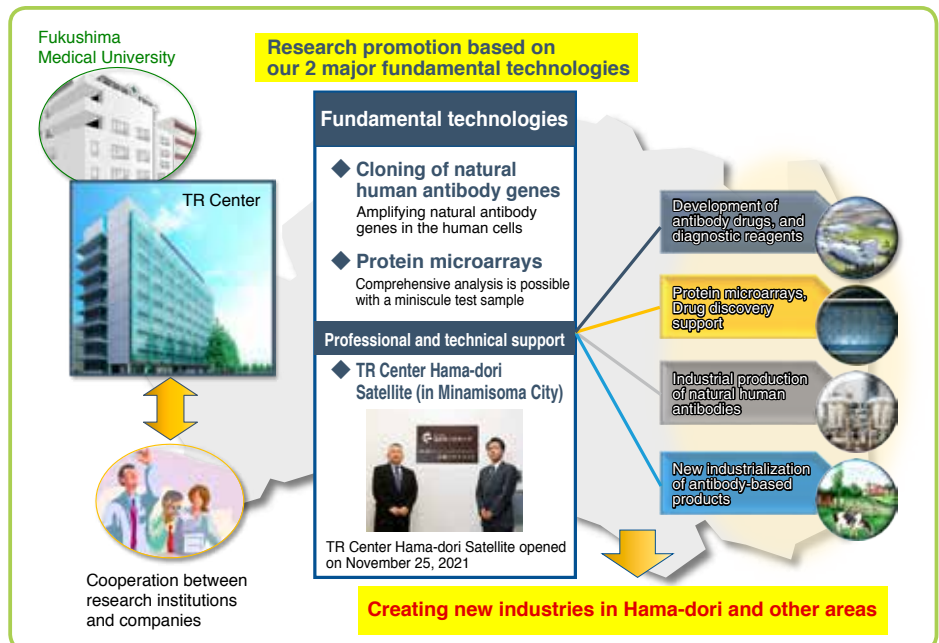 Fukushima
Medical University
TR Center
Cooperation between
research institutions
and companies
Research promotion based on
our 2 major fundamental technologies
Fundamental technologies
◆ Cloning of natural
human antibody genes
Amplifying natural antibody
genes in the human cells
◆ Protein microarrays
Comprehensive analysis is possible
with a miniscule test sample
Professional and technical support
◆ TR Center Hama-dori
Satellite (in Minamisoma City)
TR Center Hama-dori Satellite opened
on November 25, 2021
Development of
antibody drugs, and
diagnostic reagents
Protein microarrays,
Drug discovery
support
Industrial production
of natural human
antibodies
New industrialization
of antibody-based
products
Creating new industries in Hama-dori and other areas